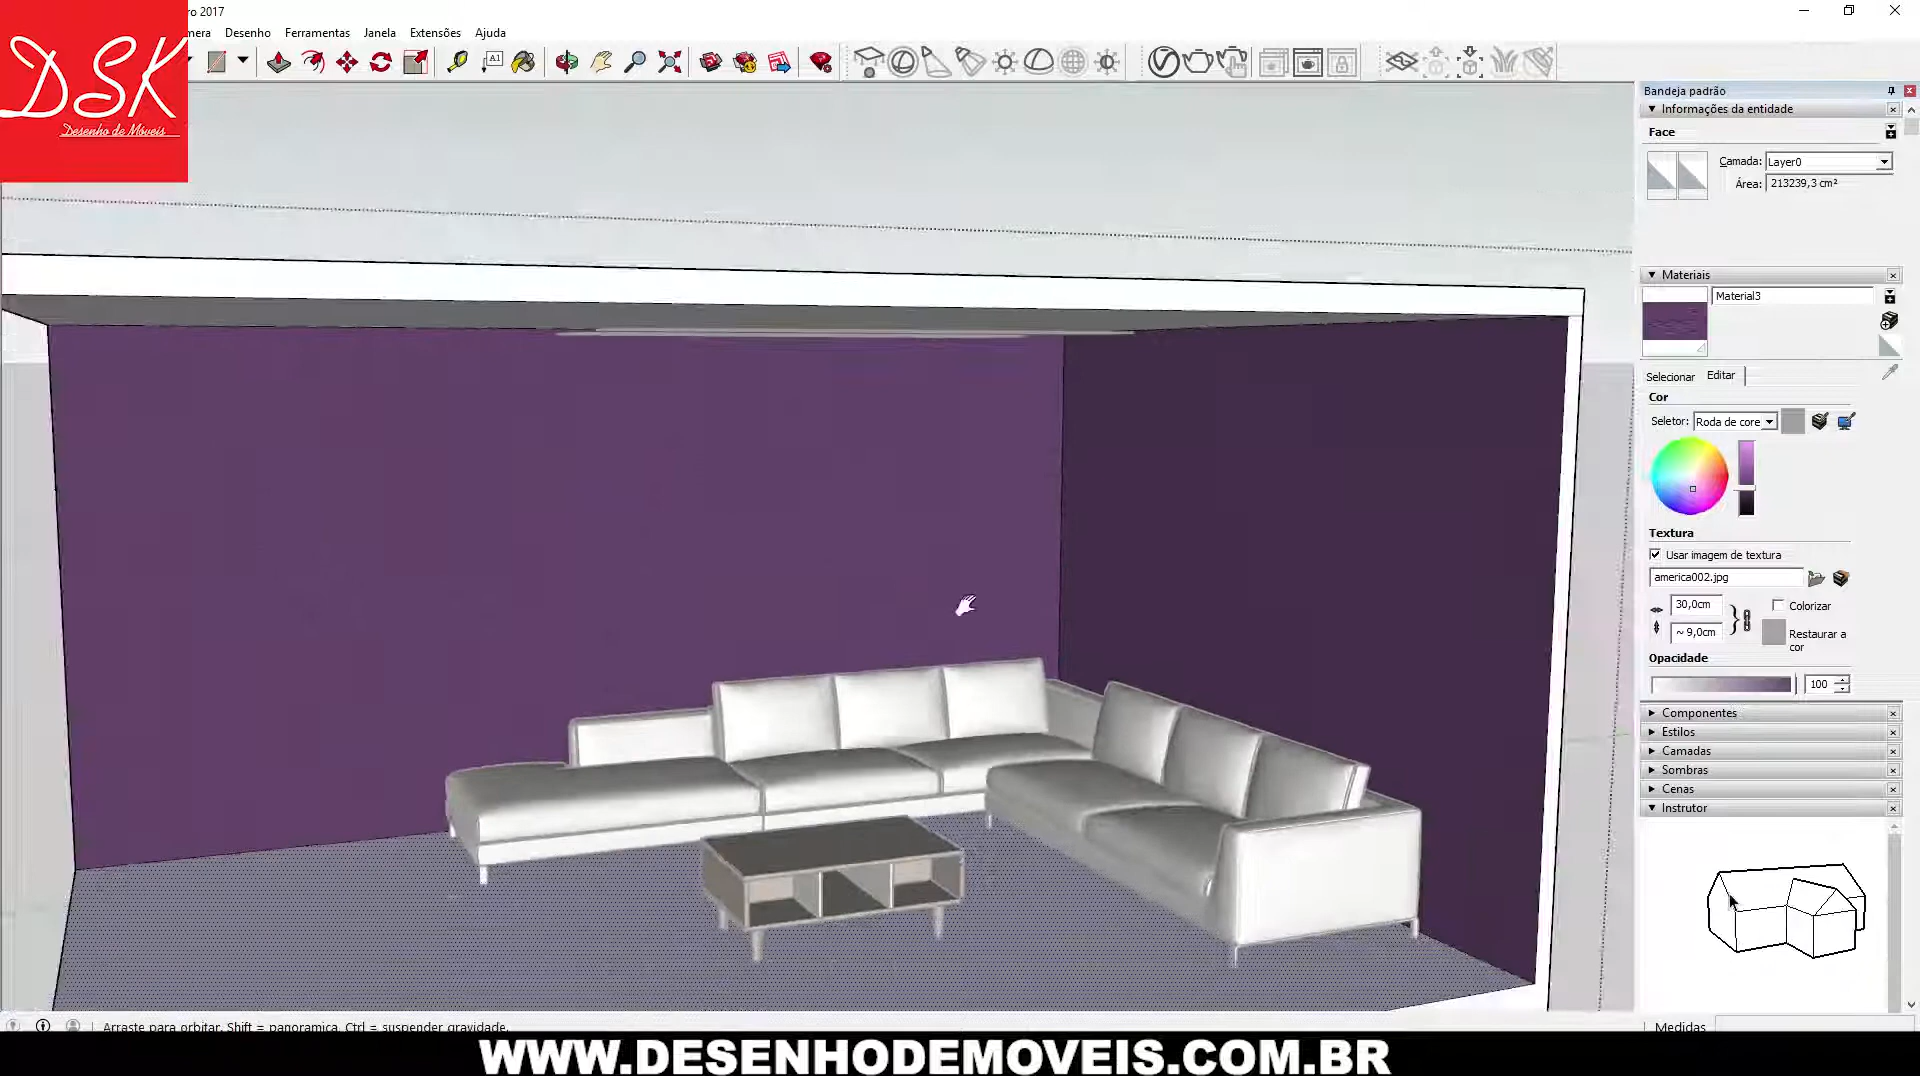 ro 2017
DSK
Desenho de Móveis
mera Desenho Ferramentas Janela Extensões Ajuda
A1
Bandeja padrão
Informações da entidade
Face
Camada: Layer0
Área: 213239,3 cm²
Materiais
Material3
Selecionar Editar
Cor
Seletor: Roda de core
Textura
Usar imagem de textura
america002.jpg
30,0cm
Colorizar
~ 9,0cm
Restaurar a cor
Opacidade
100
Componentes
Estilos
Camadas
Sombras
Cenas
Instrutor
Arraste para orbitar. Shift = panoramica, Ctrl = suspender gravidade.
Medidas
WWW.DESENHODEMOVEIS.COM.BR